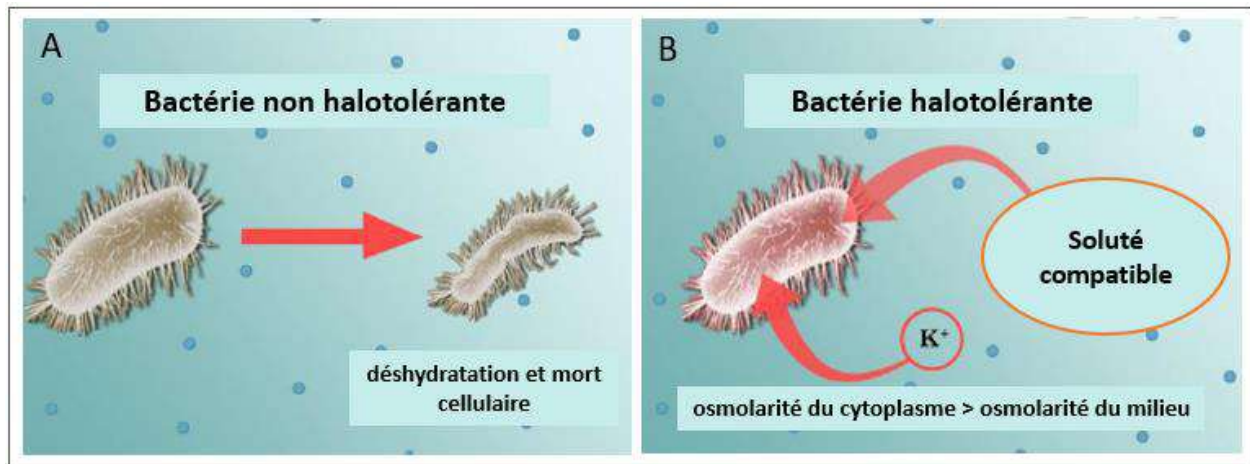 A
Bactérie non halotolérante
déshydratation et mort
cellulaire
B
Bactérie halotolérante
Soluté
compatible
K⁺
osmolarité du cytoplasme > osmolarité du milieu